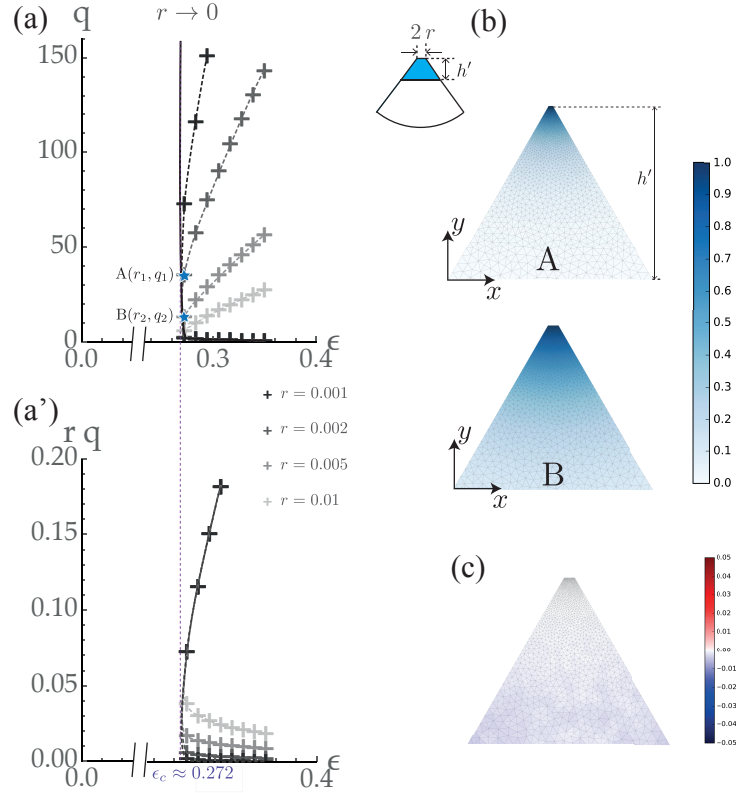 (a)
q
r → 0
150
100
50
0
A(r₁, q₁)
B(r₂, q₂)
0.0
0.3
0.4
ϵ
(a')
r q
0.20
0.15
0.10
0.05
0.00
0.0
ϵ_c ≈ 0.272
0.4
ϵ
r = 0.001
r = 0.002
r = 0.005
r = 0.01
2 r
h′
(b)
h′
y
x
A
y
x
B
1.0
0.9
0.8
0.7
0.6
0.5
0.4
0.3
0.2
0.1
0.0
(c)
0.05
0.04
0.03
0.02
0.01
0.00
−0.01
−0.02
−0.03
−0.04
−0.05